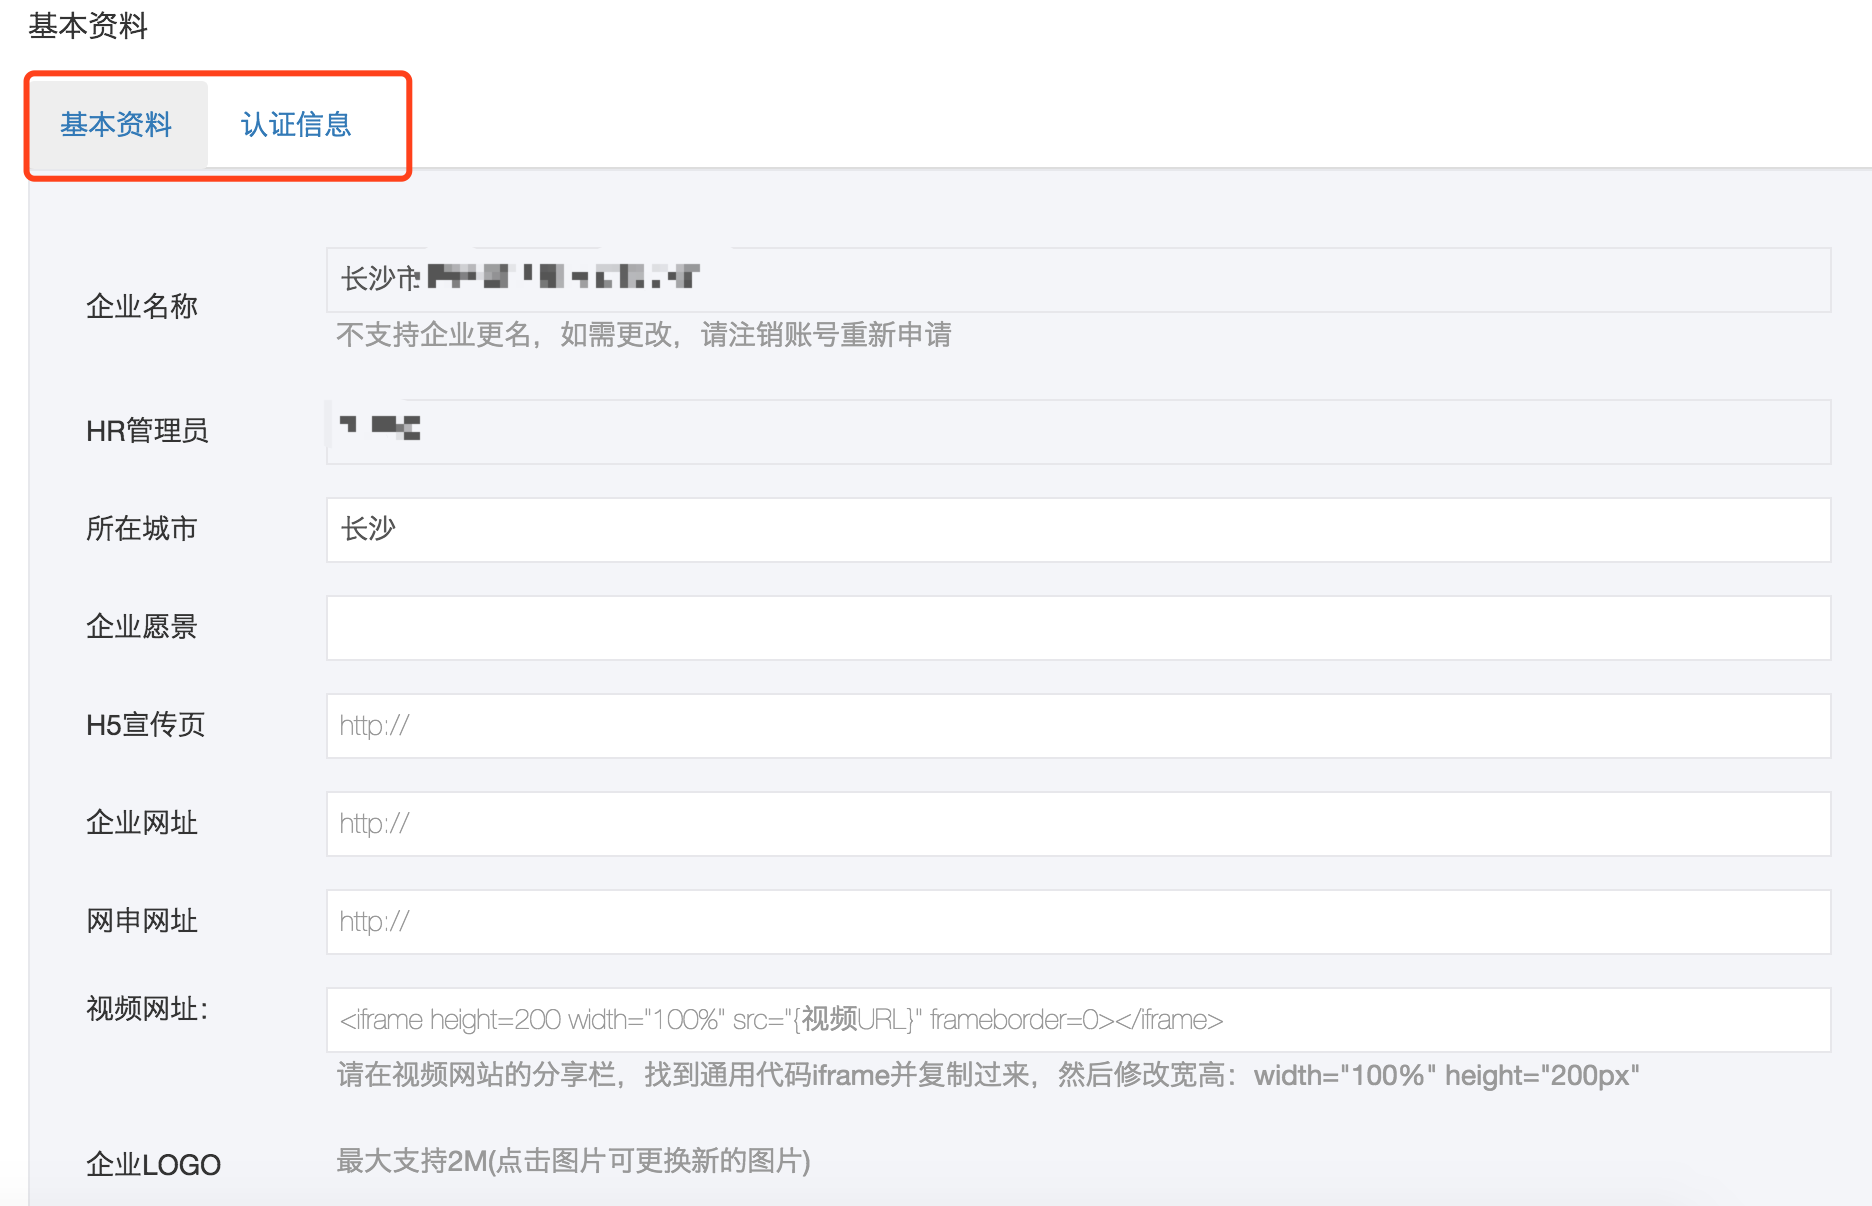 基本资料
基本资料 认证信息
企业名称 长沙市
不支持企业更名，如需更改，请注销账号重新申请
HR管理员
所在城市 长沙
企业愿景
H5宣传页 http://
企业网址 http://
网申网址 http://
视频网址： <iframe height=200 width="100%" src="{视频URL}" frameborder=0></iframe>
请在视频网站的分享栏，找到通用代码iframe并复制过来，然后修改宽高：width="100%" height="200px"
企业LOGO 最大支持2M(点击图片可更换新的图片)